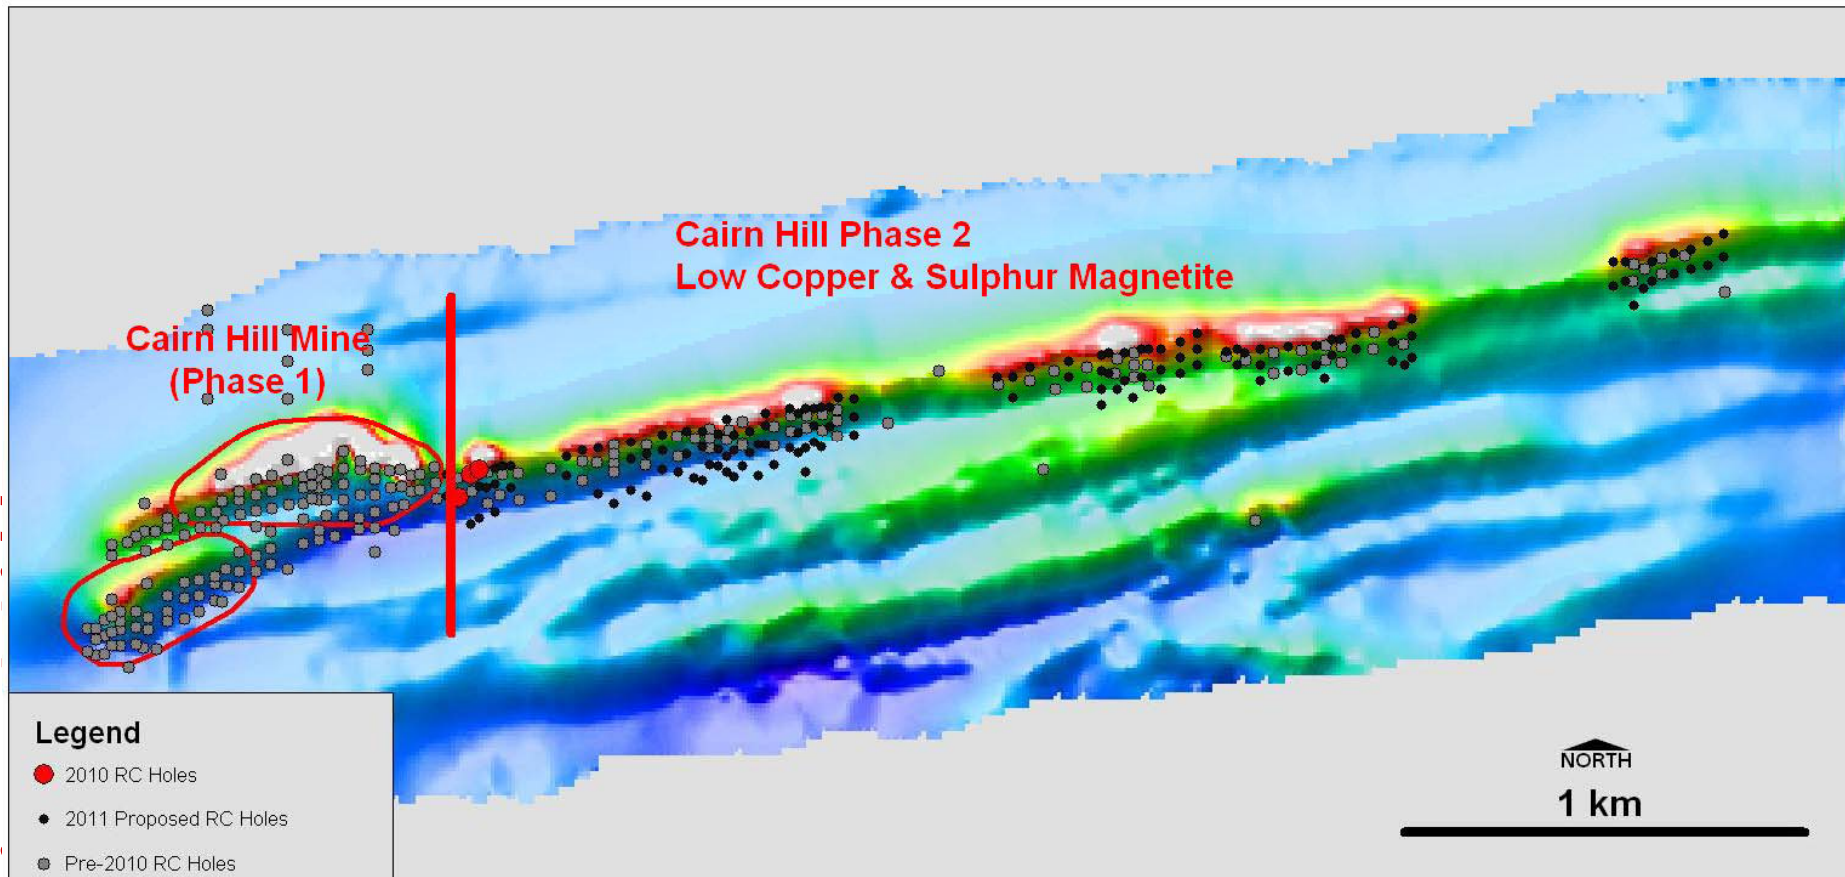 Cairn Hill Phase 2
Low Copper & Sulphur Magnetite
Cairn Hill Mine
(Phase 1)
Legend
2010 RC Holes
2011 Proposed RC Holes
Pre-2010 RC Holes
NORTH
1 km